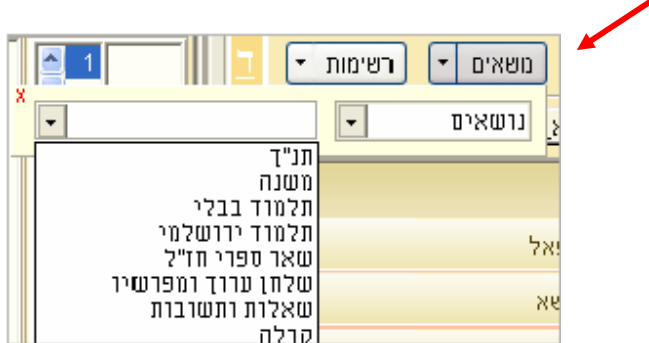 נושאים רשימות ד 1
x
נושאים
תנ"ך
משנה
תלמוד בבלי
תלמוד ירושלמי
שאר ספרי חז"ל
שלחן ערוך ומפרשיו
שאלות ותשובות
קבלה